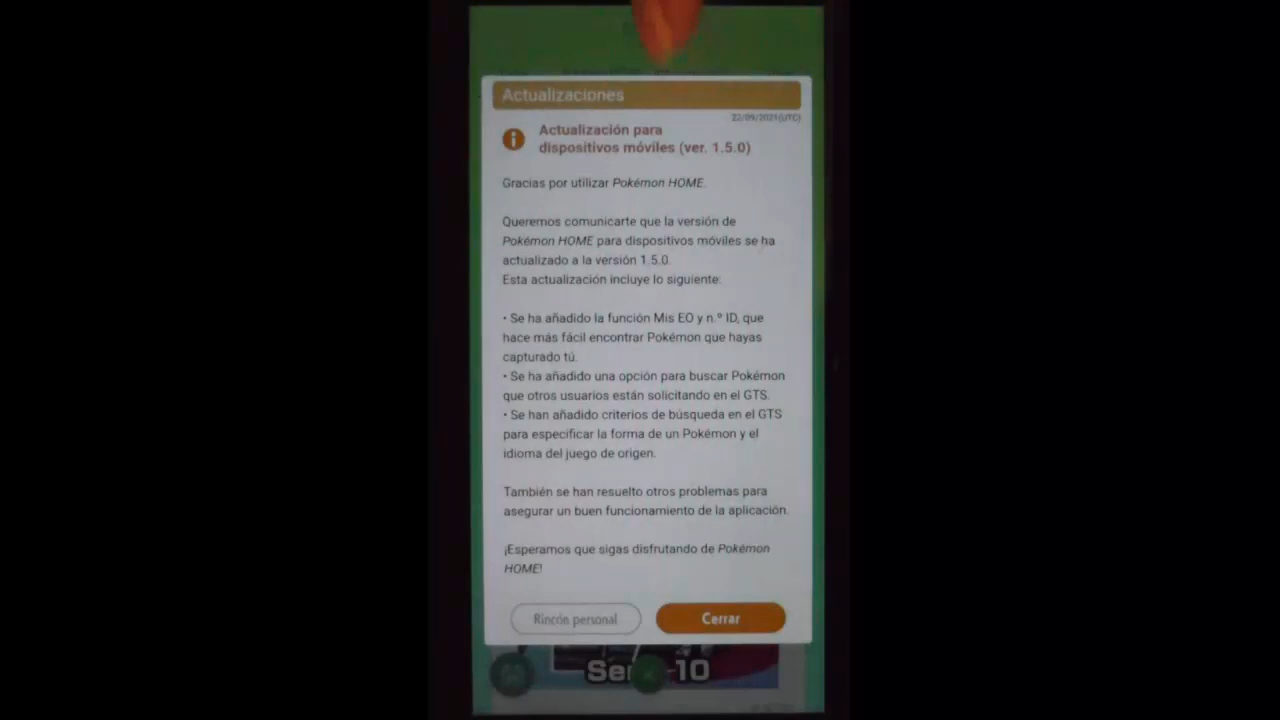 Actualizaciones
22/09/2021(UTC)
Actualización para
dispositivos móviles (ver. 1.5.0)
Gracias por utilizar Pokémon HOME.
Queremos comunicarte que la versión de
Pokémon HOME para dispositivos móviles se ha
actualizado a la versión 1.5.0.
Esta actualización incluye lo siguiente:
• Se ha añadido la función Mis EO y n.º ID, que
hace más fácil encontrar Pokémon que hayas
capturado tú.
• Se ha añadido una opción para buscar Pokémon
que otros usuarios están solicitando en el GTS.
• Se han añadido criterios de búsqueda en el GTS
para especificar la forma de un Pokémon y el
idioma del juego de origen.
También se han resuelto otros problemas para
asegurar un buen funcionamiento de la aplicación.
¡Esperamos que sigas disfrutando de Pokémon
HOME!
Rincón personal
Cerrar
10